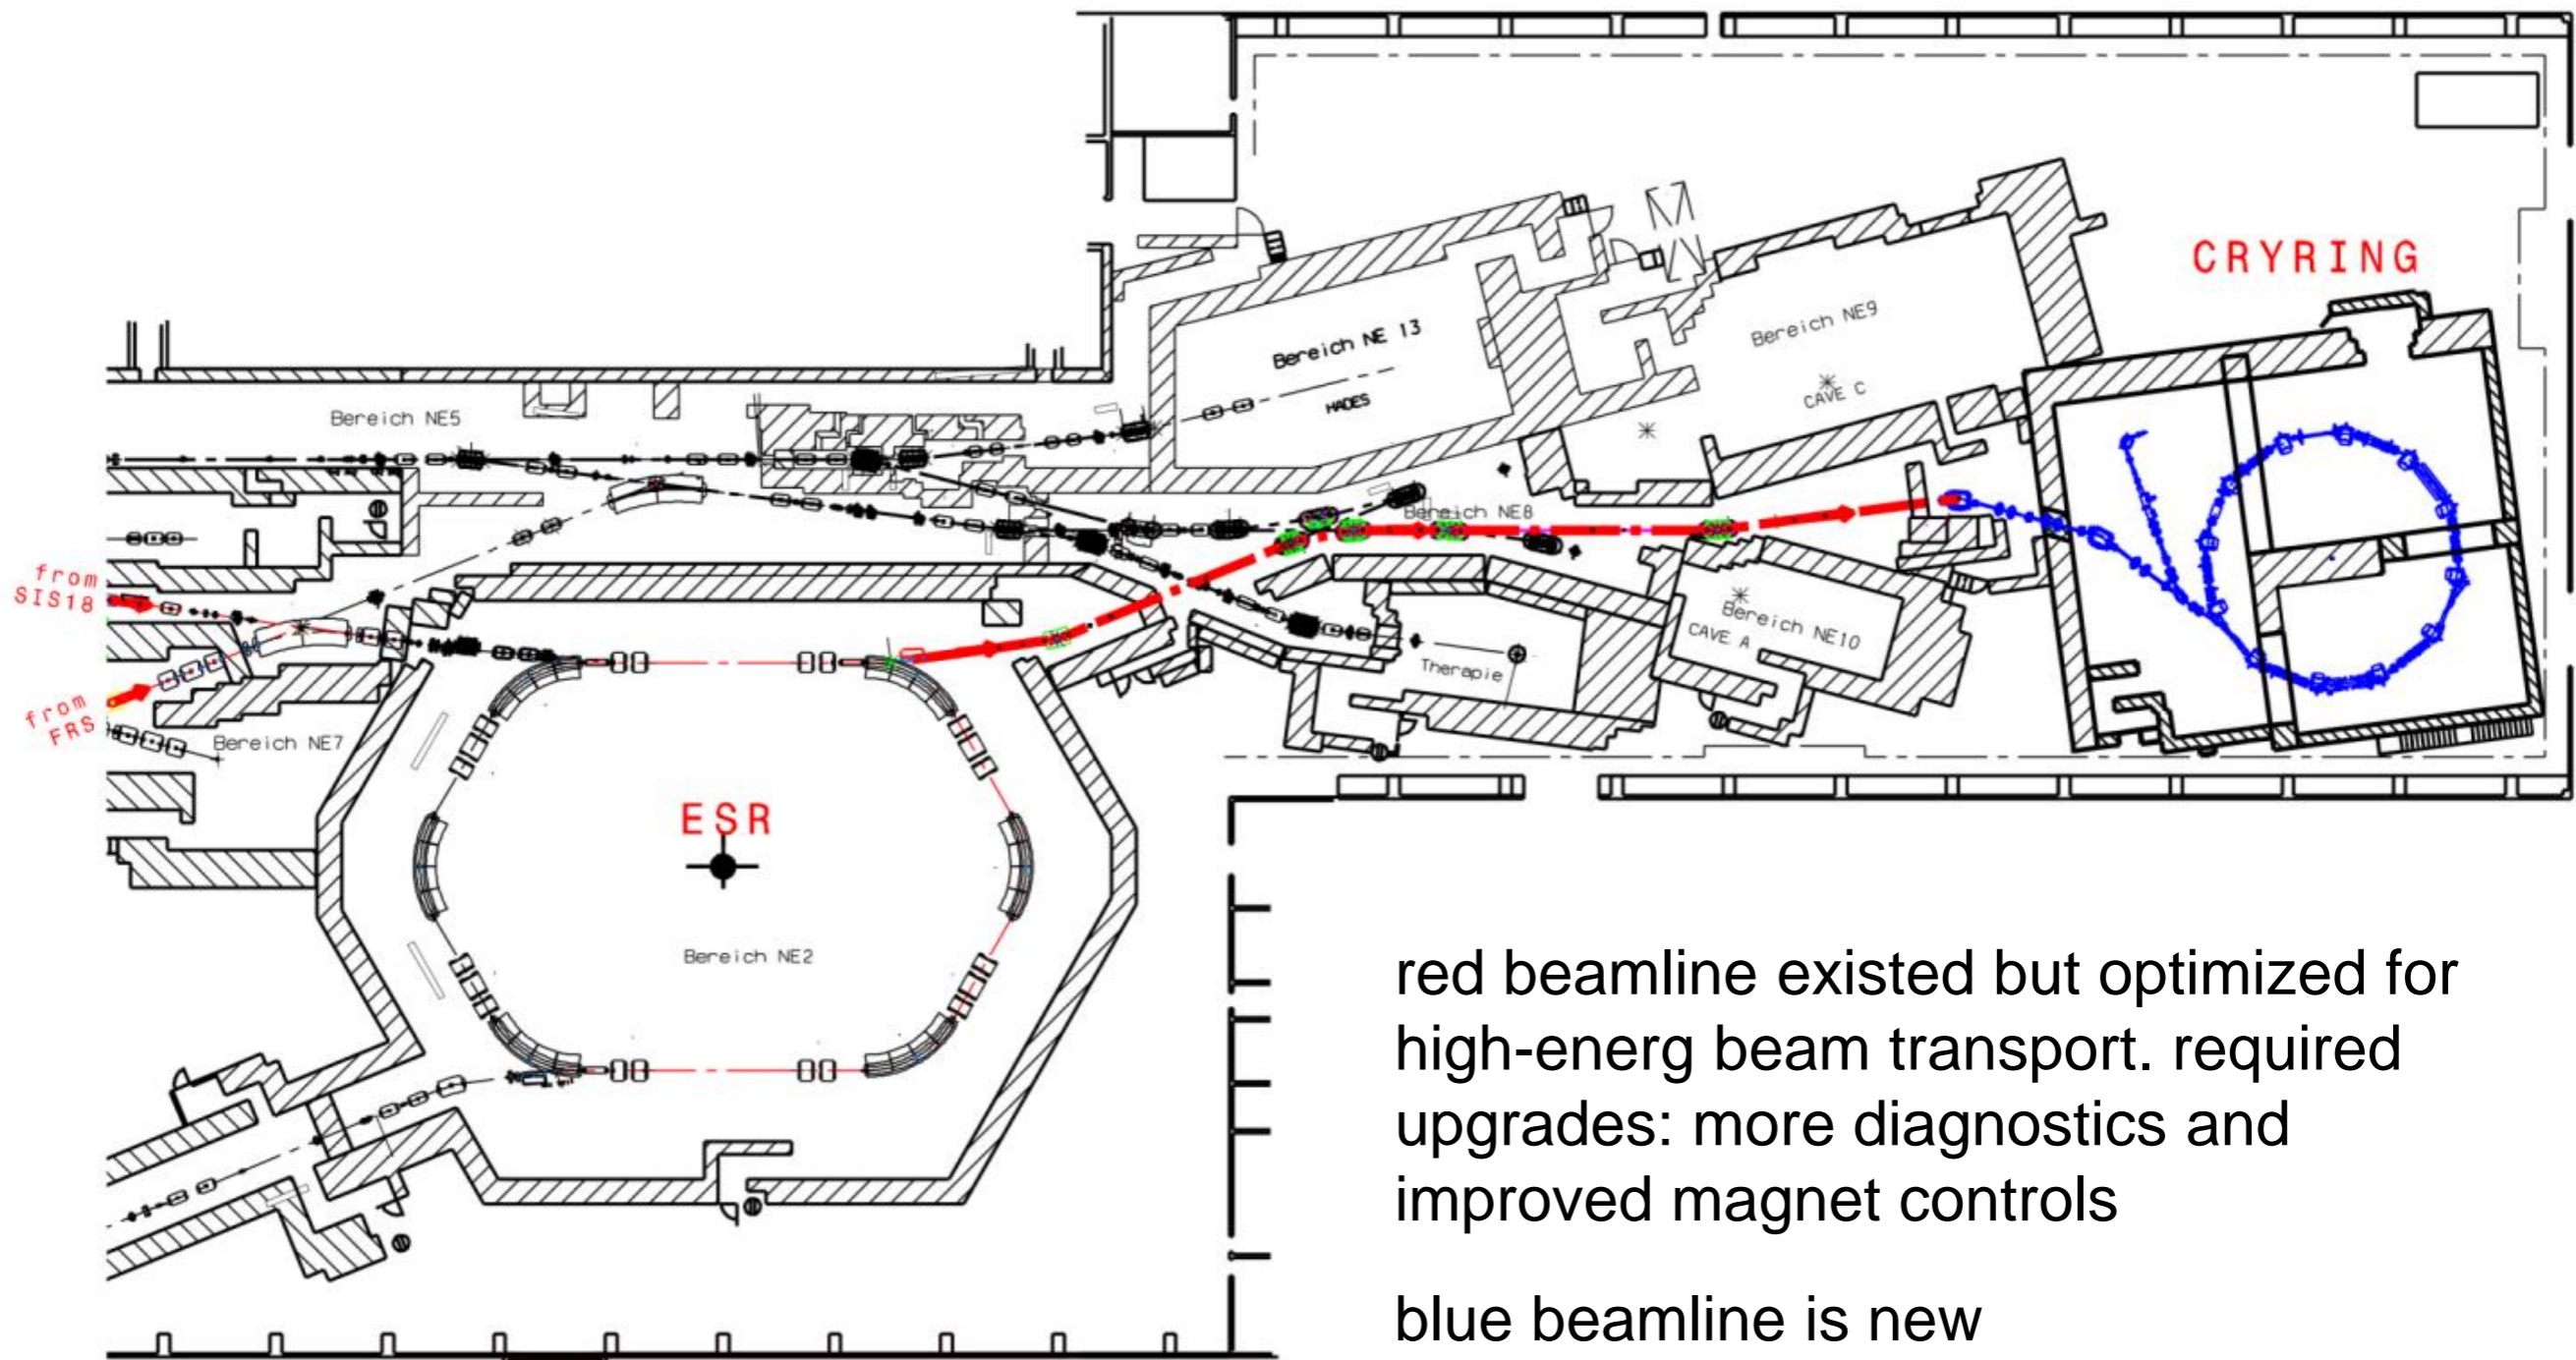 CRYRING
Bereich NE 13
HADES
Bereich NE9
CAVE C
Bereich NE5
Bereich NE8
from
SIS18
from
FRS
Bereich NE7
Bereich NE10
CAVE A
Therapie
ESR
Bereich NE2
red beamline existed but optimized for
high-energ beam transport. required
upgrades: more diagnostics and
improved magnet controls
blue beamline is new